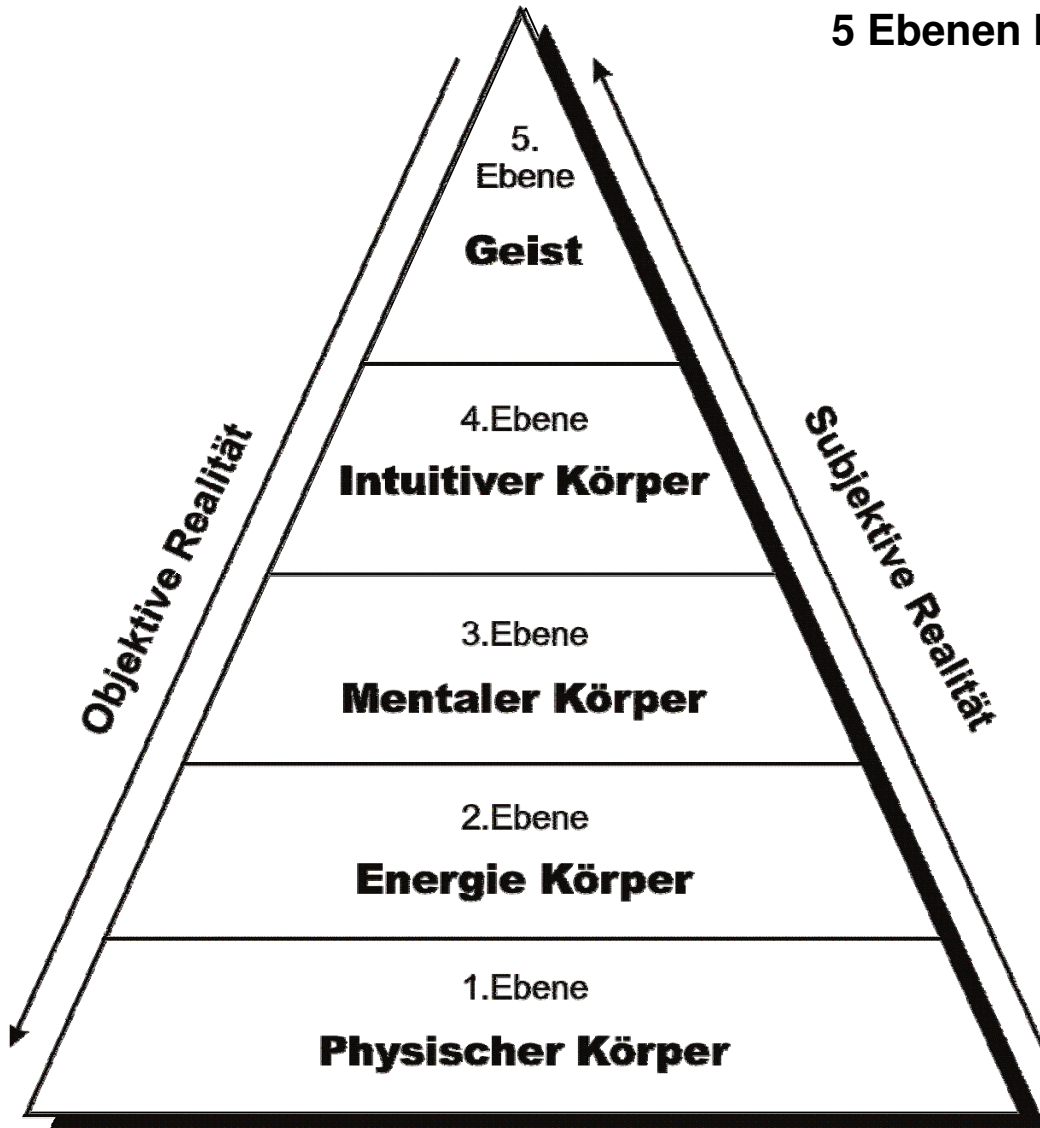 5 Ebenen
5.
Ebene
Geist
4.Ebene
Intuitiver Körper
3.Ebene
Mentaler Körper
2.Ebene
Energie Körper
1.Ebene
Physischer Körper
Objektive Realität
Subjektive Realität